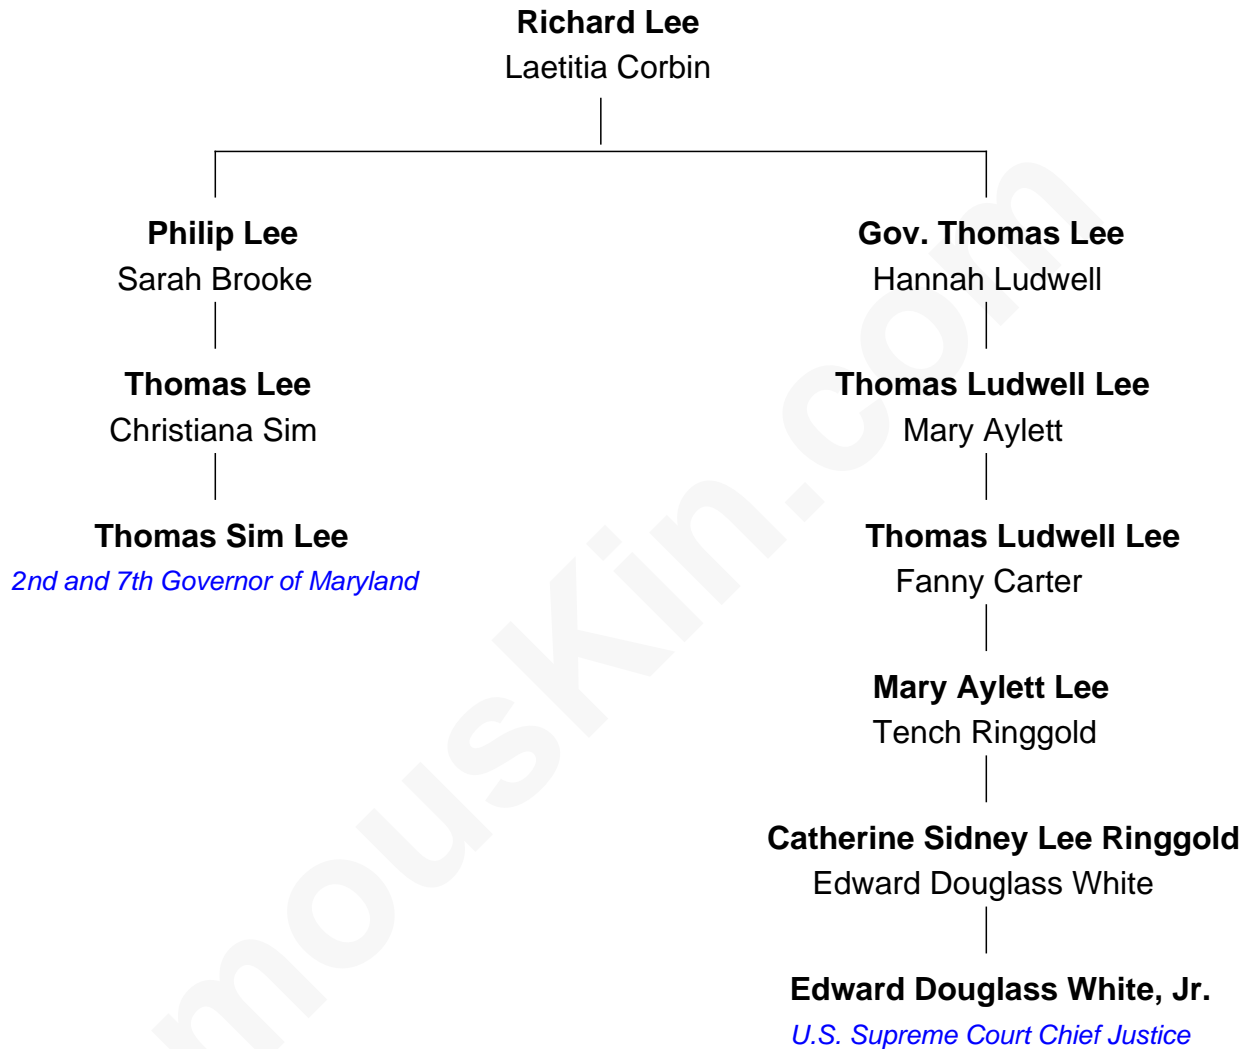 Richard Lee
Laetitia Corbin
Philip Lee
Sarah Brooke
Gov. Thomas Lee
Hannah Ludwell
Thomas Lee
Christiana Sim
Thomas Ludwell Lee
Mary Aylett
Thomas Sim Lee
2nd and 7th Governor of Maryland
Thomas Ludwell Lee
Fanny Carter
Mary Aylett Lee
Tench Ringgold
Catherine Sidney Lee Ringgold
Edward Douglass White
Edward Douglass White, Jr.
U.S. Supreme Court Chief Justice
mouskin.com